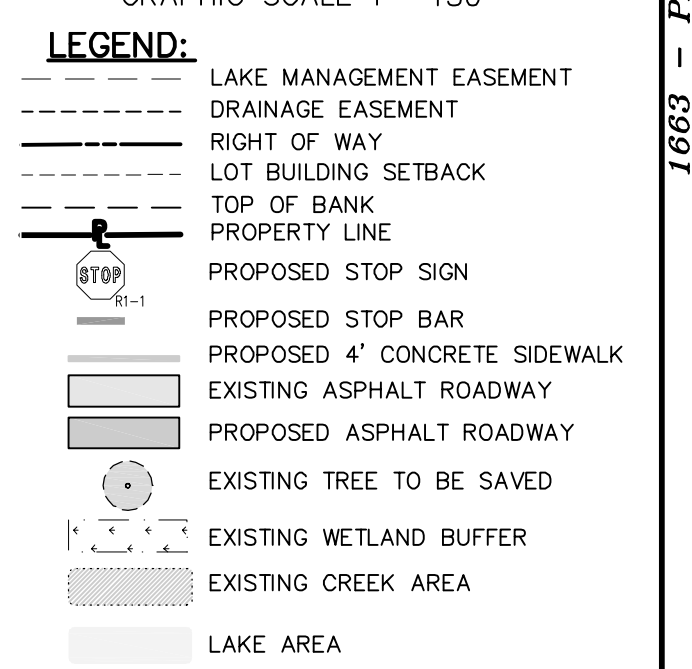 LEGEND:
LAKE MANAGEMENT EASEMENT
DRAINAGE EASEMENT
RIGHT OF WAY
LOT BUILDING SETBACK
TOP OF BANK
PL PROPERTY LINE
STOP PROPOSED STOP SIGN
R1-1
PROPOSED STOP BAR
PROPOSED 4' CONCRETE SIDEWALK
EXISTING ASPHALT ROADWAY
PROPOSED ASPHALT ROADWAY
EXISTING TREE TO BE SAVED
EXISTING WETLAND BUFFER
EXISTING CREEK AREA
LAKE AREA
1663 -